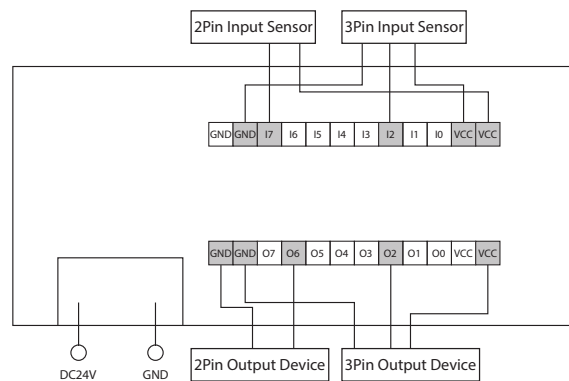 2Pin Input Sensor 3Pin Input Sensor
GND GND I7 I6 I5 I4 I3 I2 I1 I0 VCC VCC
GND GND O7 O6 O5 O4 O3 O2 O1 O0 VCC VCC
DC24V GND 2Pin Output Device 3Pin Output Device